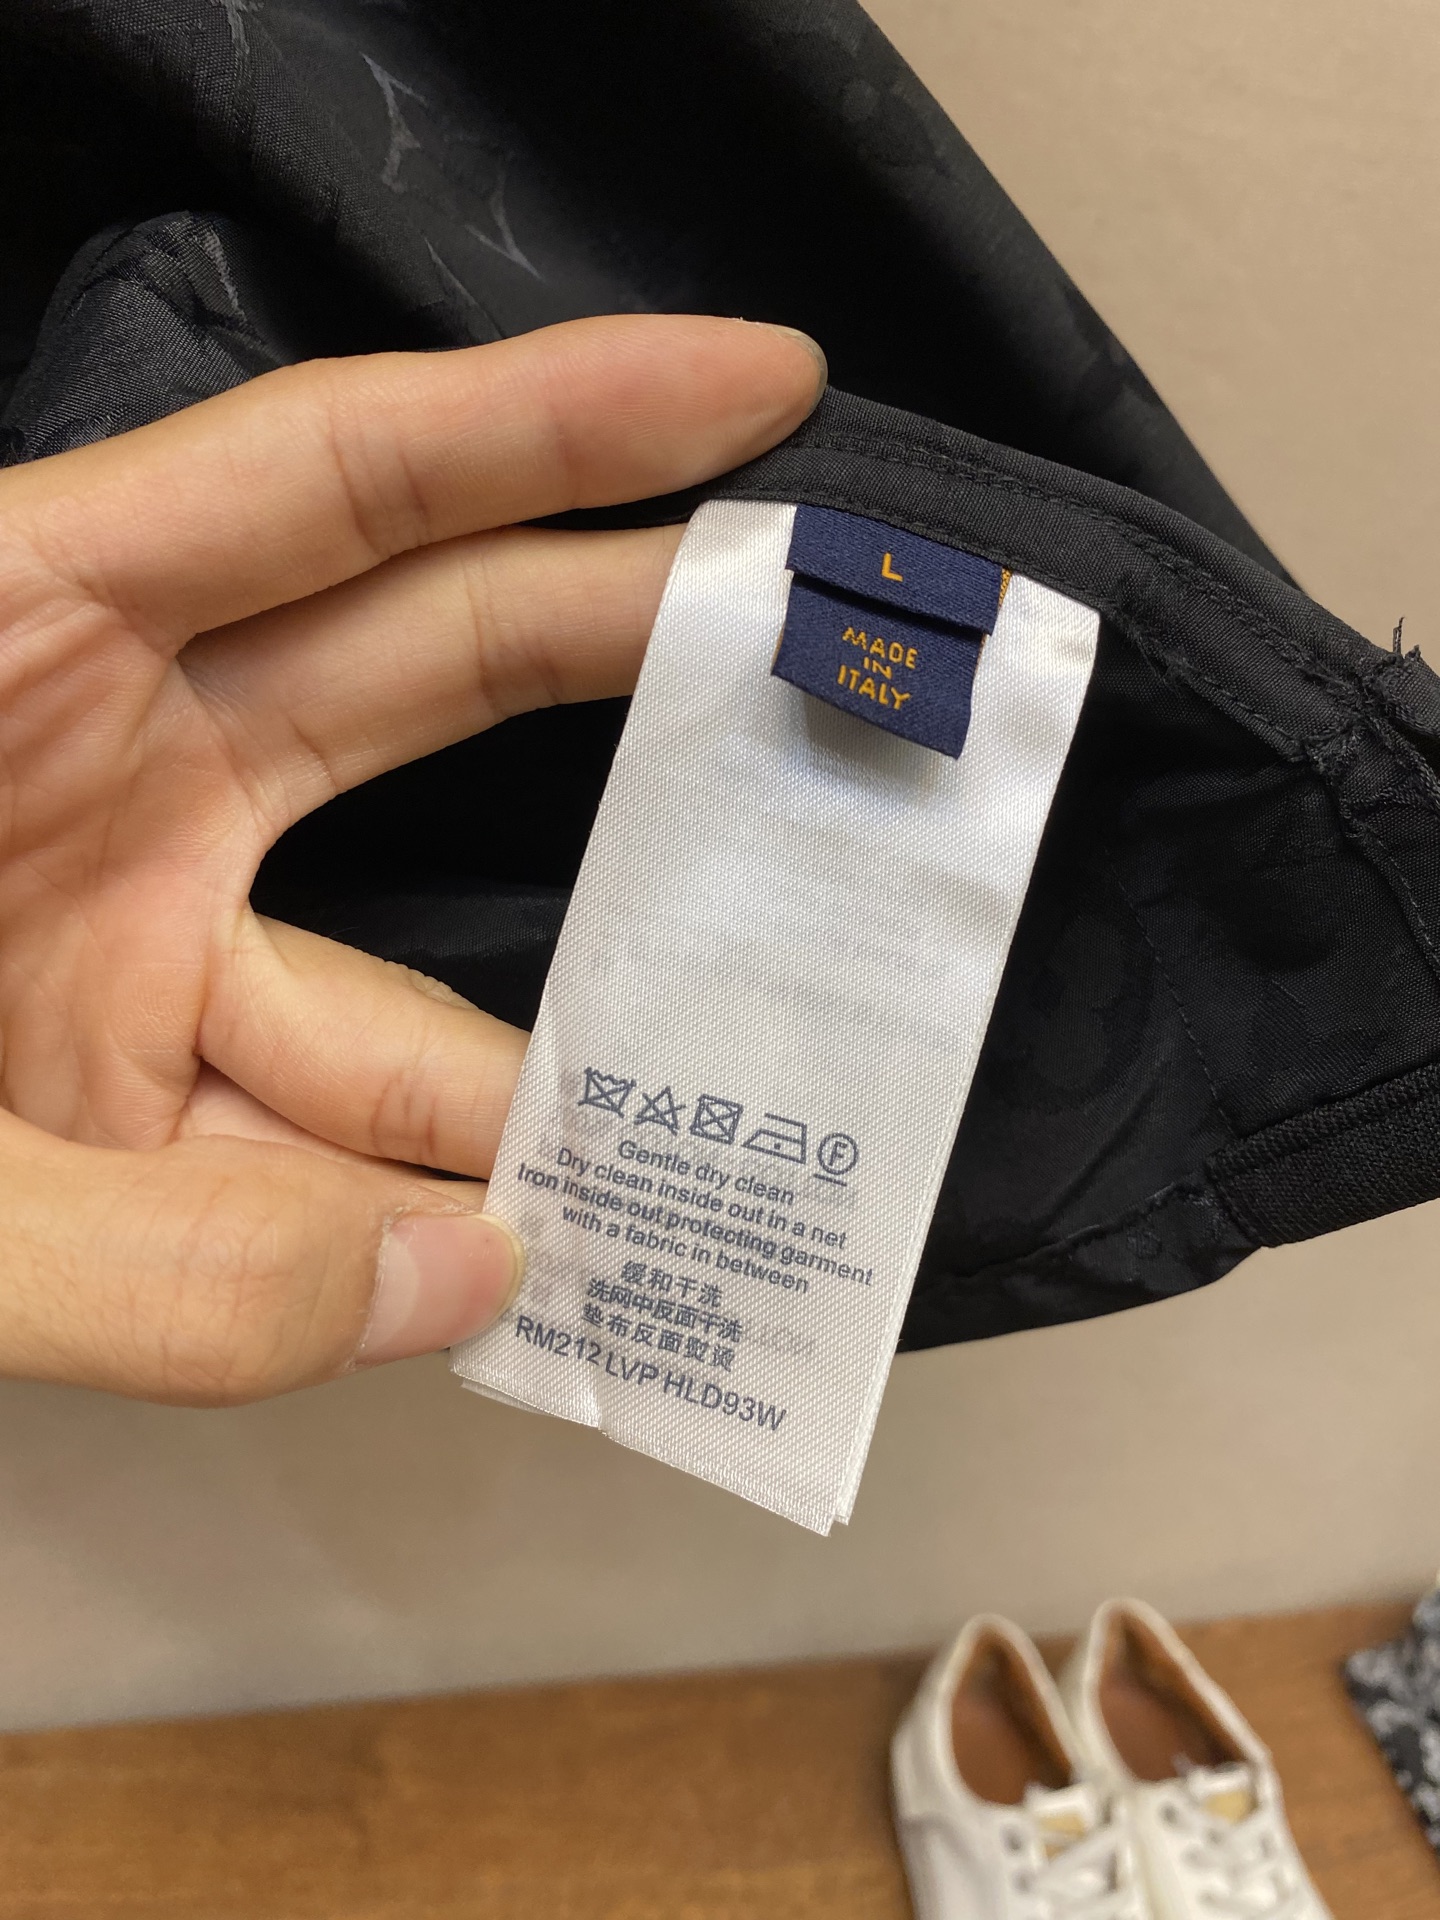 L
MADE
IN
ITALY
F
Gentle dry clean
Dry clean inside out in a net
Iron inside out protecting garment
with a fabric in between
缓和干洗
洗网中反面干洗
垫布反面熨烫
RM212 LVP HLD93W